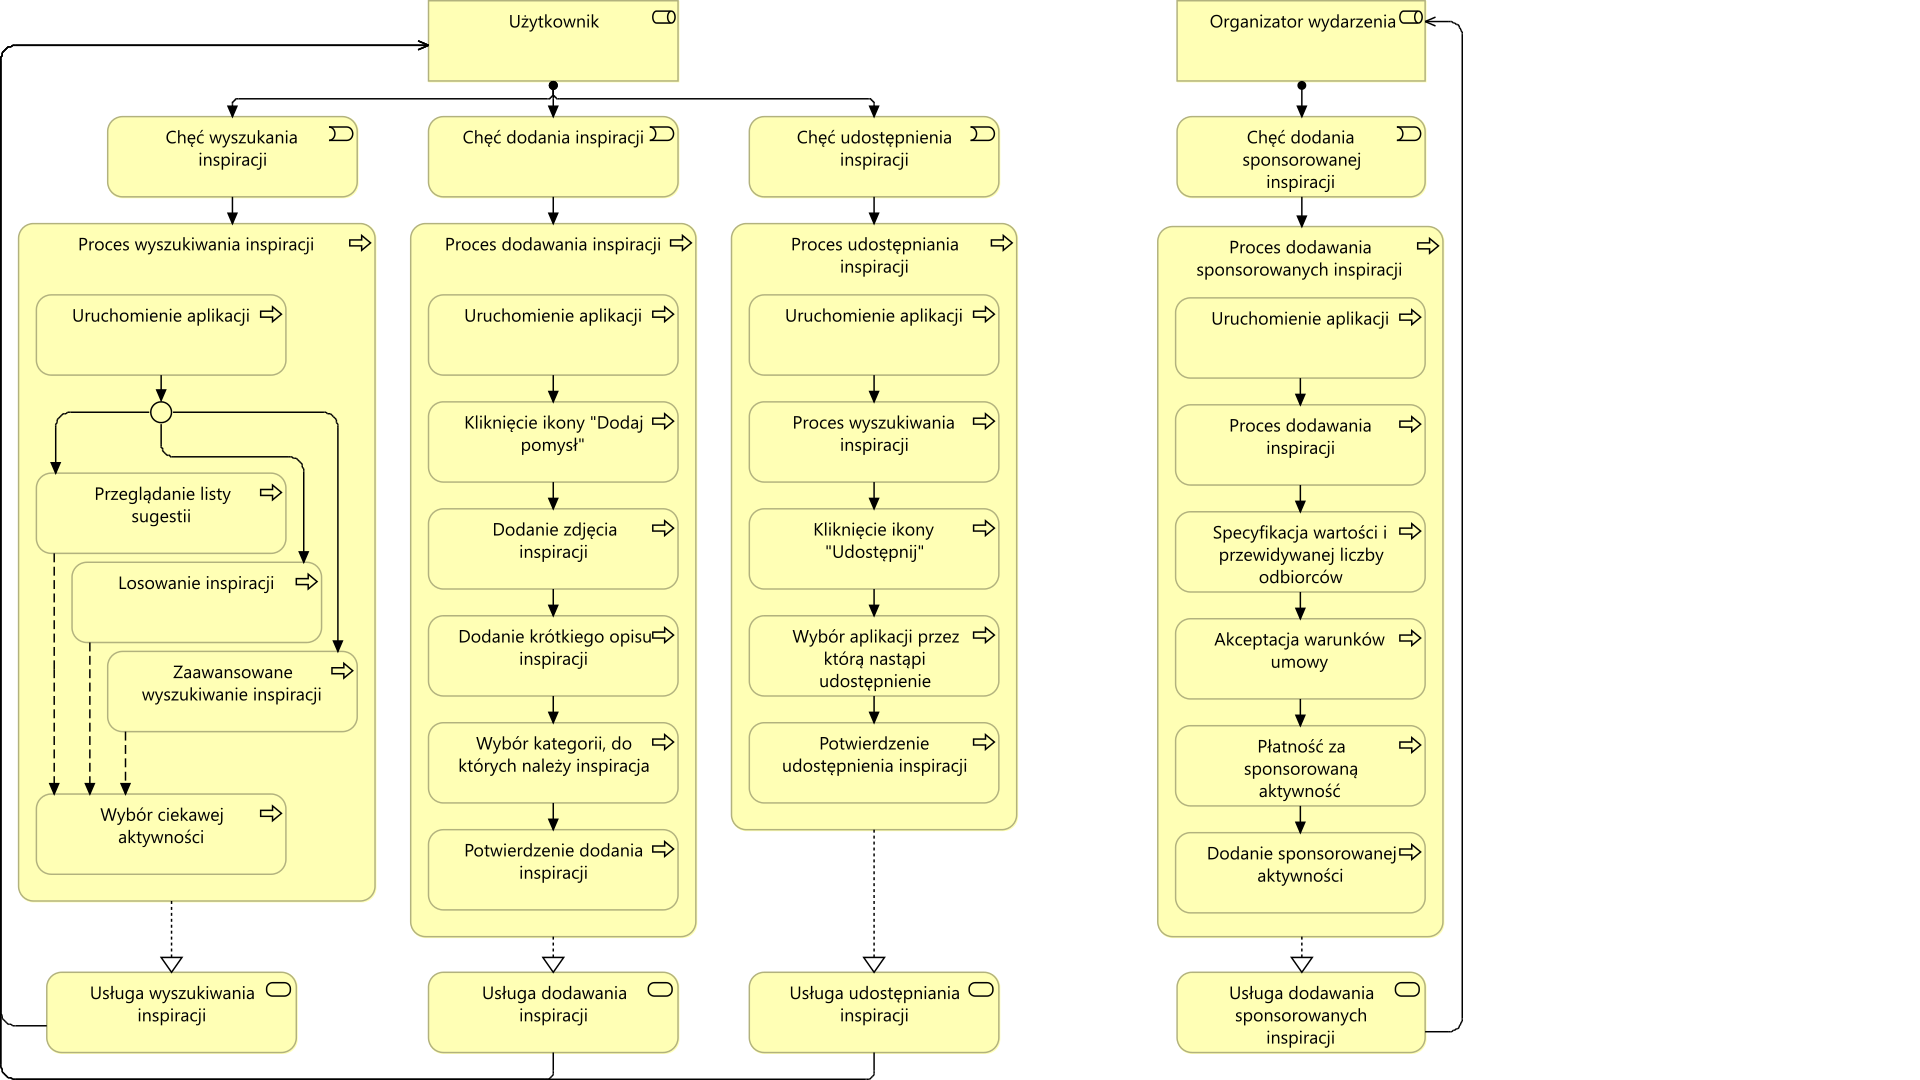 Użytkownik
Organizator wydarzenia
Chęć wyszukania
inspiracji
Chęć dodania inspiracji
Chęć udostępnienia
inspiracji
Chęć dodania
sponsorowanej
inspiracji
Proces wyszukiwania inspiracji
Uruchomienie aplikacji
Przeglądanie listy
sugestii
Losowanie inspiracji
Zaawansowane
wyszukiwanie inspiracji
Wybór ciekawej
aktywności
Proces dodawania inspiracji
Uruchomienie aplikacji
Kliknięcie ikony "Dodaj
pomysł"
Dodanie zdjęcia
inspiracji
Dodanie krótkiego opisu
inspiracji
Wybór kategorii, do
których należy inspiracja
Potwierdzenie dodania
inspiracji
Proces udostępniania
inspiracji
Uruchomienie aplikacji
Proces wyszukiwania
inspiracji
Kliknięcie ikony
"Udostępnij"
Wybór aplikacji przez
którą nastąpi
udostępnienie
Potwierdzenie
udostępnienia inspiracji
Proces dodawania
sponsorowanych inspiracji
Uruchomienie aplikacji
Proces dodawania
inspiracji
Specyfikacja wartości i
przewidywanej liczby
odbiorców
Akceptacja warunków
umowy
Płatność za
sponsorowaną
aktywność
Dodanie sponsorowanej
aktywności
Usługa wyszukiwania
inspiracji
Usługa dodawania
inspiracji
Usługa udostępniania
inspiracji
Usługa dodawania
sponsorowanych
inspiracji